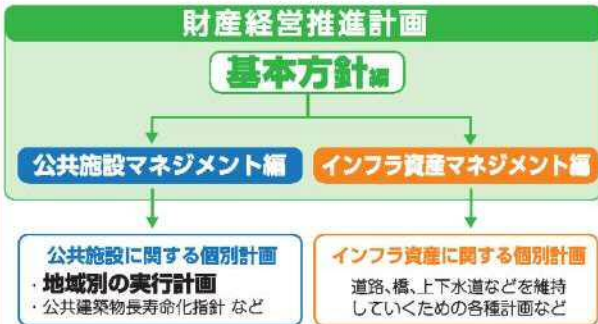 財産経営推進計画
基本方針編
公共施設マネジメント編
インフラ資産マネジメント編
公共施設に関する個別計画
・地域別の実行計画
・公共建築物長寿命化指針 など
インフラ資産に関する個別計画
道路、橋、上下水道などを維持
していくための各種計画など